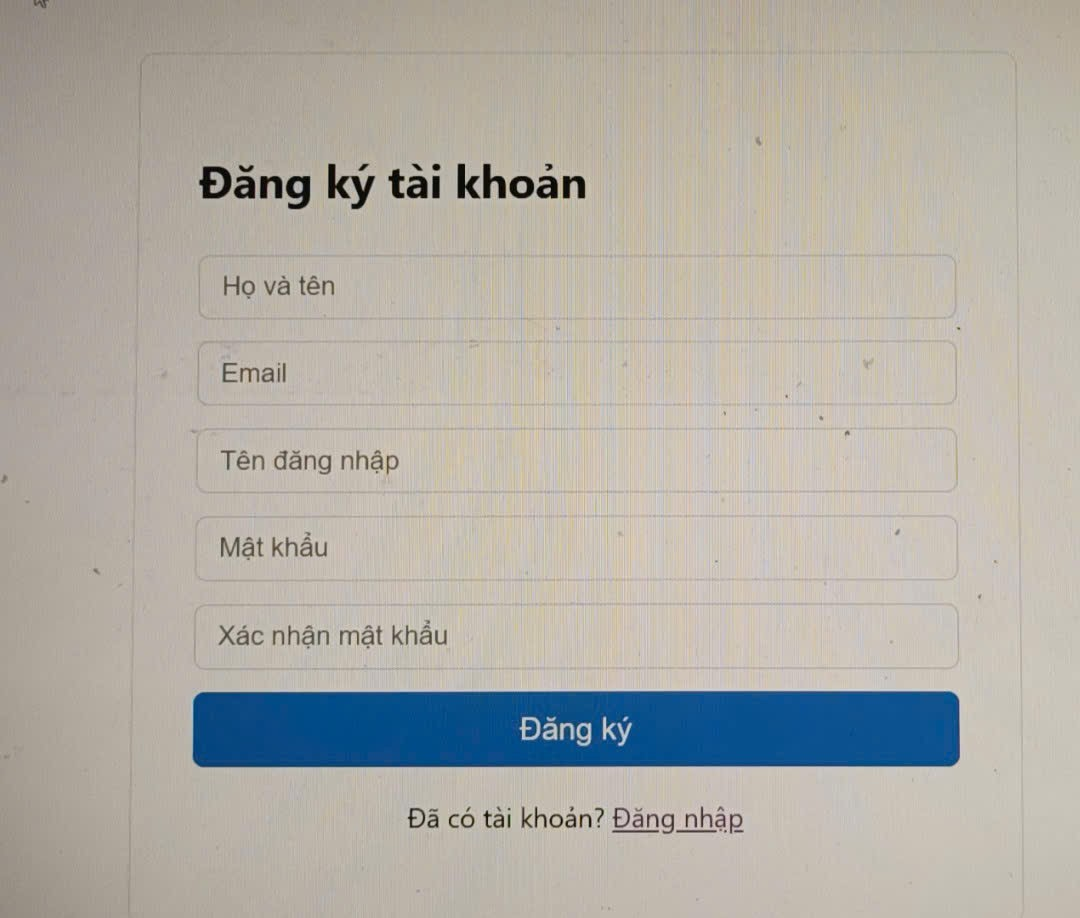 Đăng ký tài khoản
Họ và tên
Email
Tên đăng nhập
Mật khẩu
Xác nhận mật khẩu
Đăng ký
Đã có tài khoản? Đăng nhập